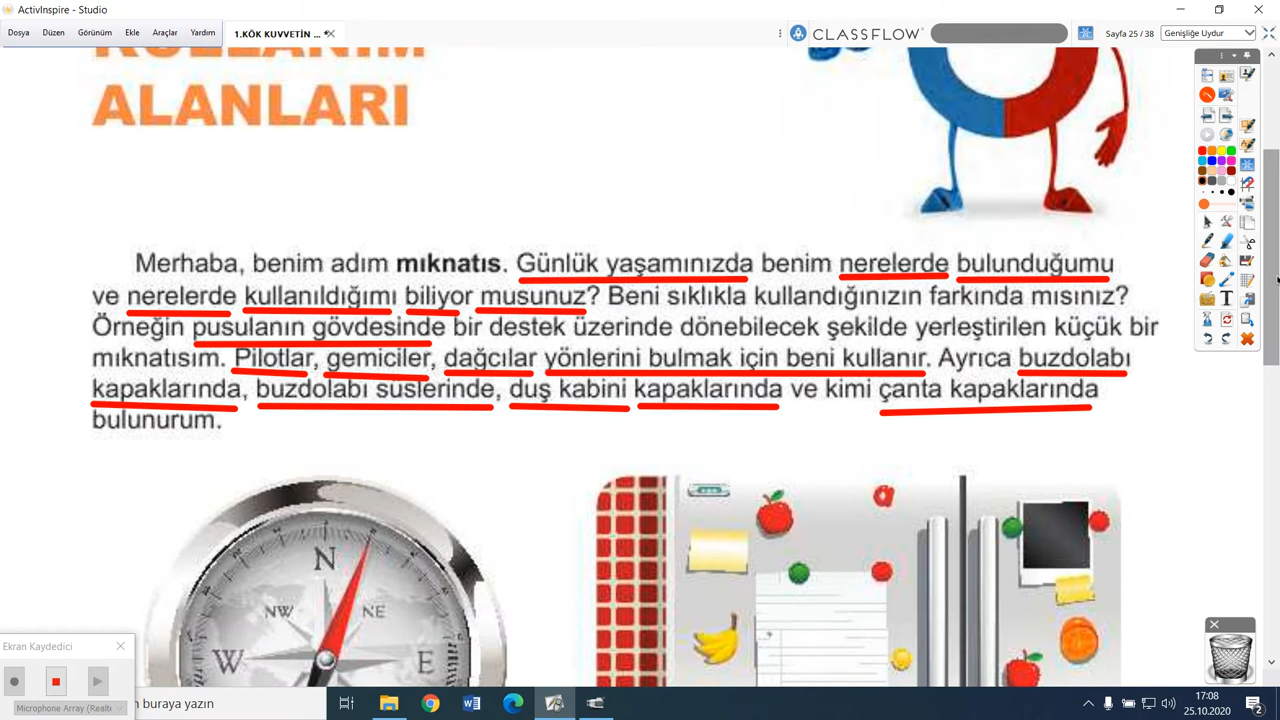 ActivInspire - Studio
Dosya Düzen Görünüm Ekle Araçlar Yardım
1.KÖK KUVVETİN ... *
CLASSFLOW
Sayfa 25 / 38
Genişliğe Uydur
KULLANIM
ALANLARI
Merhaba, benim adım mıknatıs. Günlük yaşamınızda benim nerelerde bulunduğumu
ve nerelerde kullanıldığımı biliyor musunuz? Beni sıklıkla kullandığınızın farkında mısınız?
Örneğin pusulanın gövdesinde bir destek üzerinde dönebilecek şekilde yerleştirilen küçük bir
mıknatısım. Pilotlar, gemiciler, dağcılar yönlerini bulmak için beni kullanır. Ayrıca buzdolabı
kapaklarında, buzdolabı süslerinde, duş kabini kapaklarında ve kimi çanta kapaklarında
bulunurum.
N
NW NE
W E
a
Ekran Kaydedici
Microphone Array (Realt
n buraya yazın
17:08
25.10.2020
2